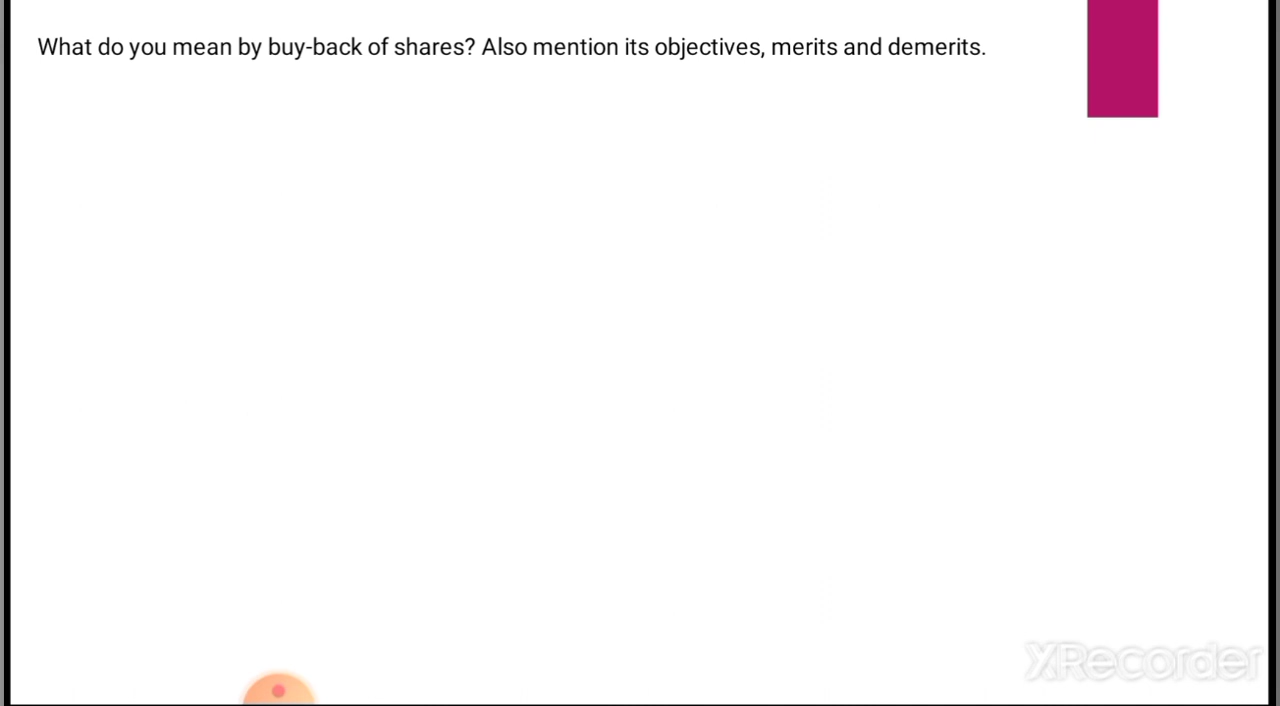 What do you mean by buy-back of shares? Also mention its objectives, merits and demerits.
XRecorder